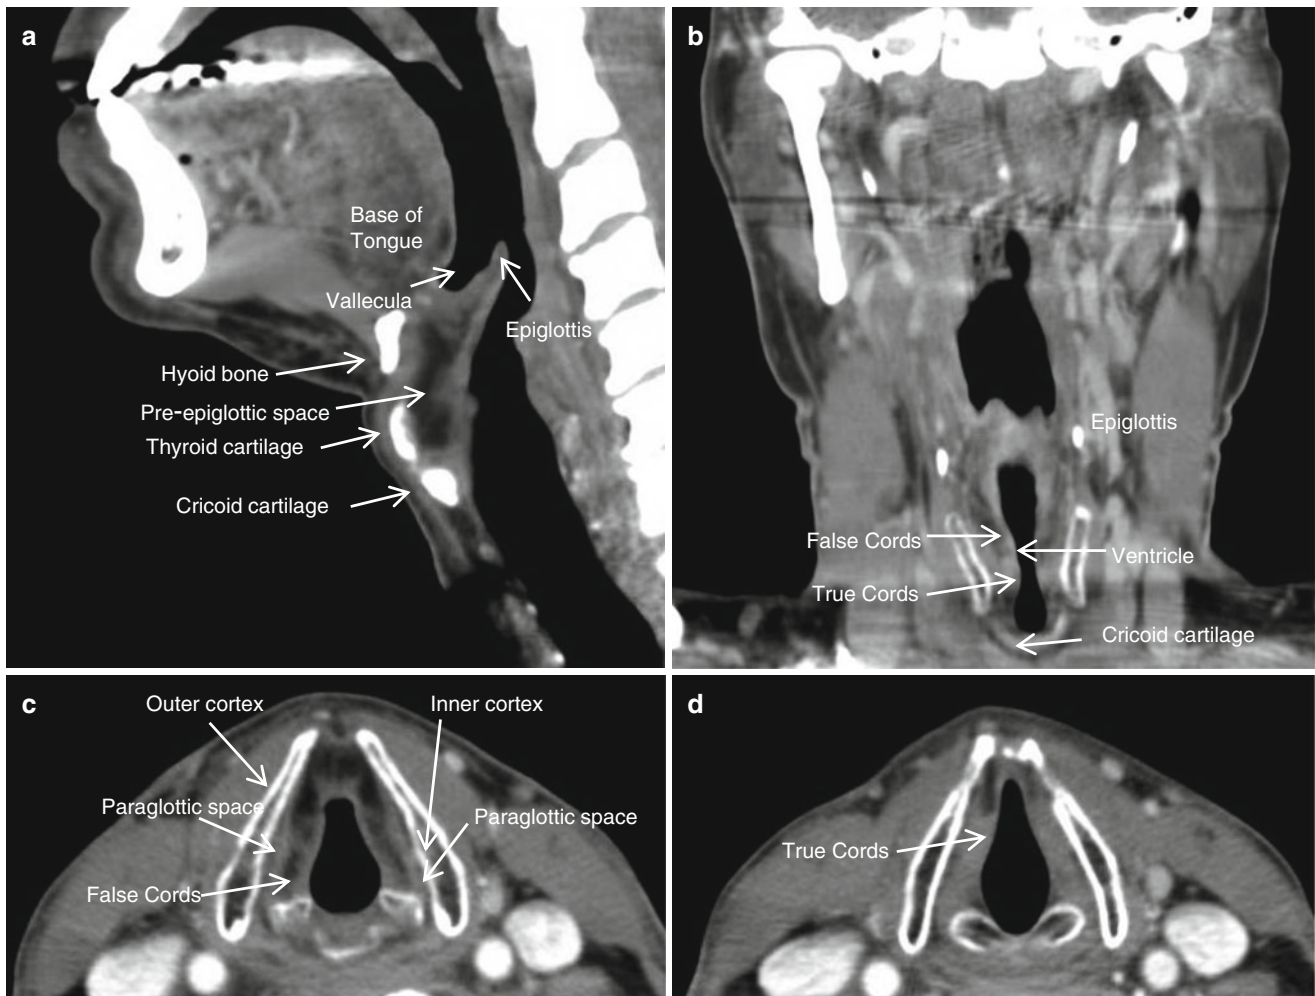 a
Base of
Tongue
Vallecula
Epiglottis
Hyoid bone
Pre-epiglottic space
Thyroid cartilage
Cricoid cartilage
b
Epiglottis
False Cords
Ventricle
True Cords
Cricoid cartilage
c
Outer cortex
Inner cortex
Paraglottic space
Paraglottic space
False Cords
d
True Cords